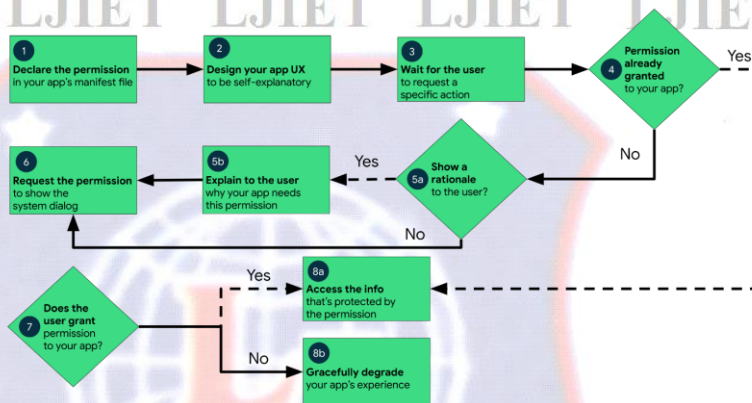 LJIET LJIET LJIET LJIE
1
Declare the permission
in your app's manifest file
2
Design your app UX
to be self-explanatory
3
Wait for the user
to request a
specific action
4
Permission
already
granted
to your app?
Yes
No
5a
Show a
rationale
to the user?
Yes
No
5b
Explain to the user
why your app needs
this permission
6
Request the permission
to show the
system dialog
7
Does the
user grant
permission
to your app?
Yes
No
8a
Access the info
that's protected by
the permission
8b
Gracefully degrade
your app's experience